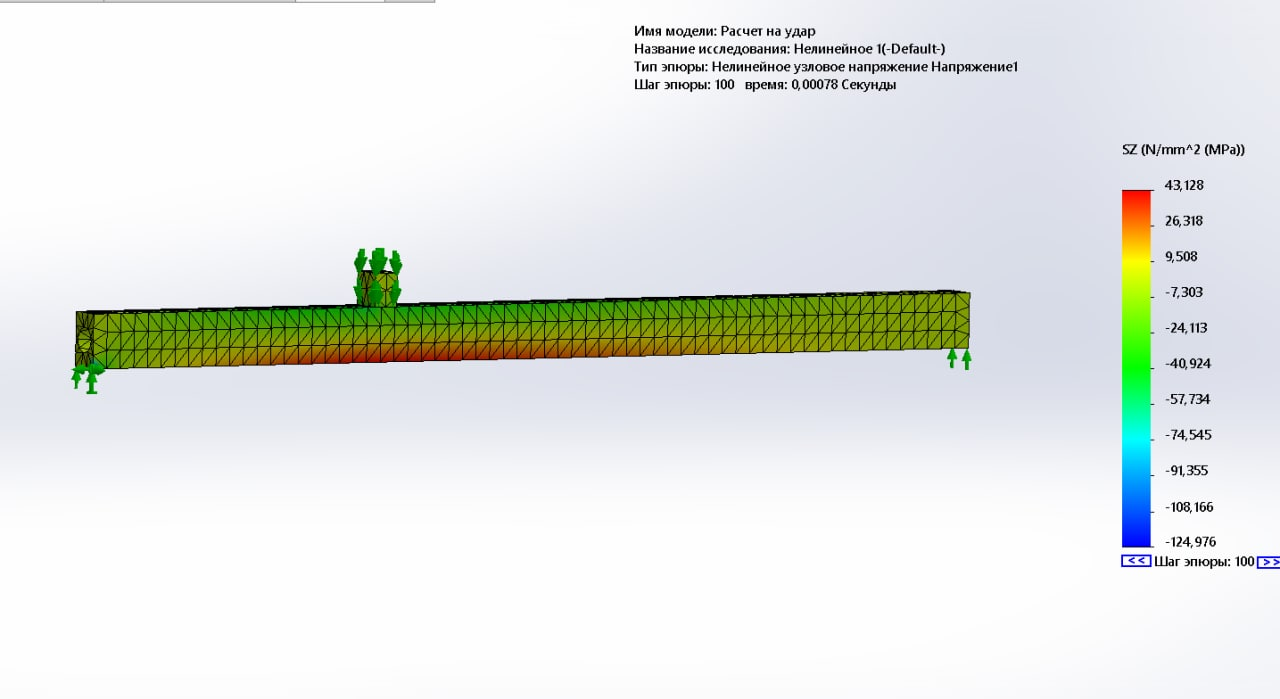 Имя модели: Расчет на удар
Название исследования: Нелинейное 1(-Default-)
Тип эпюры: Нелинейное узловое напряжение Напряжение1
Шаг эпюры: 100 время: 0,00078 Секунды
SZ (N/mm^2 (MPa))
43,128
26,318
9,508
-7,303
-24,113
-40,924
-57,734
-74,545
-91,355
-108,166
-124,976
<< Шаг эпюры: 100 >>